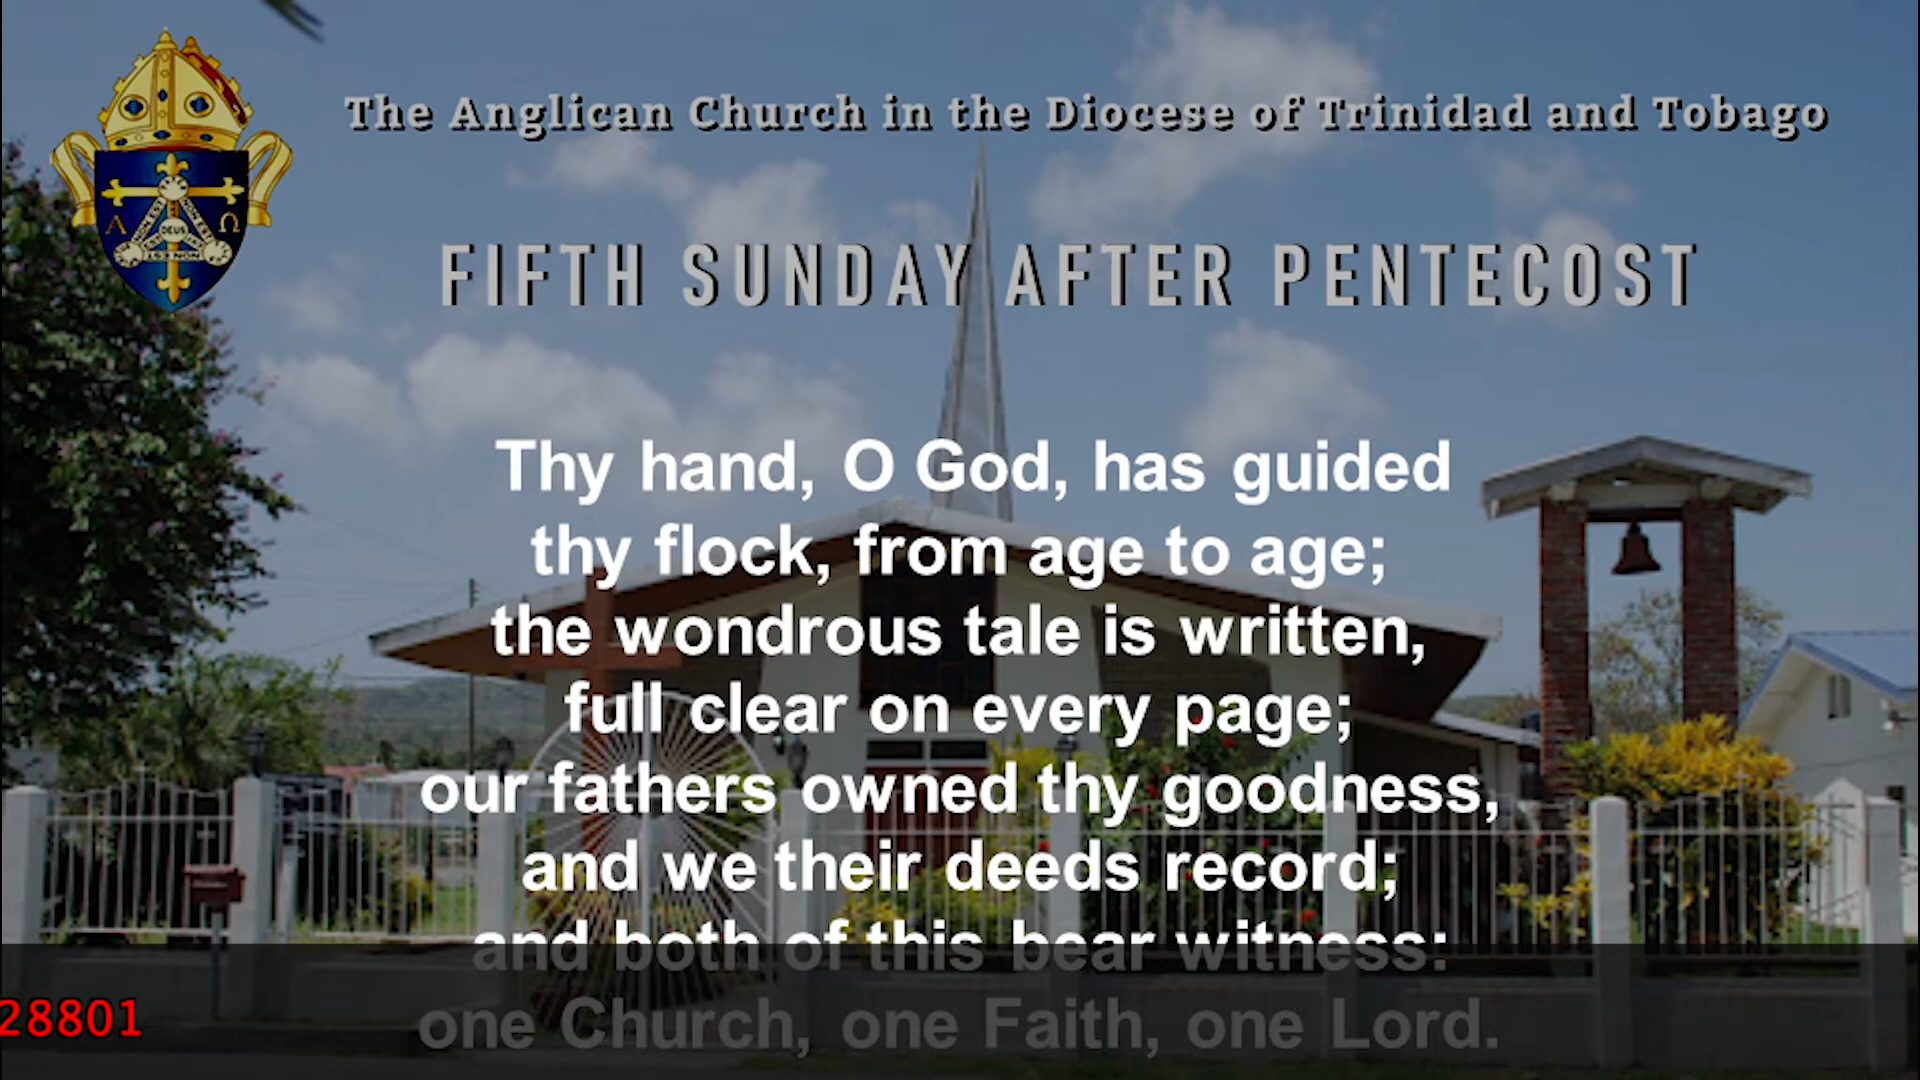 The Anglican Church in the Diocese of Trinidad and Tobago
FIFTH SUNDAY AFTER PENTECOST
Α Ω
DEUS
Thy hand, O God, has guided
thy flock, from age to age;
the wondrous tale is written,
full clear on every page;
our fathers owned thy goodness,
and we their deeds record;
and both of this bear witness:
one Church, one Faith, one Lord.
28801